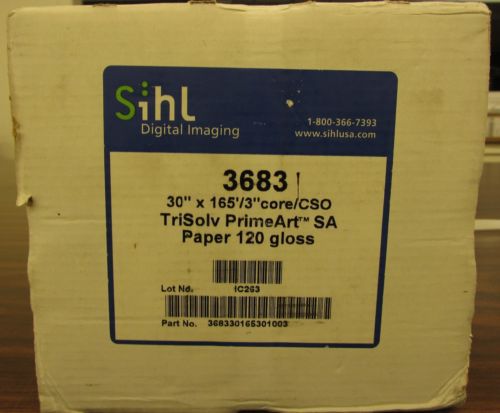 Sihl
Digital Imaging
1-800-366-7393
www.sihlusa.com
3683
30" x 165'/3"core/CSO
TriSolv PrimeArt™ SA
Paper 120 gloss
Lot No. IC263
Part No. 368330165301003